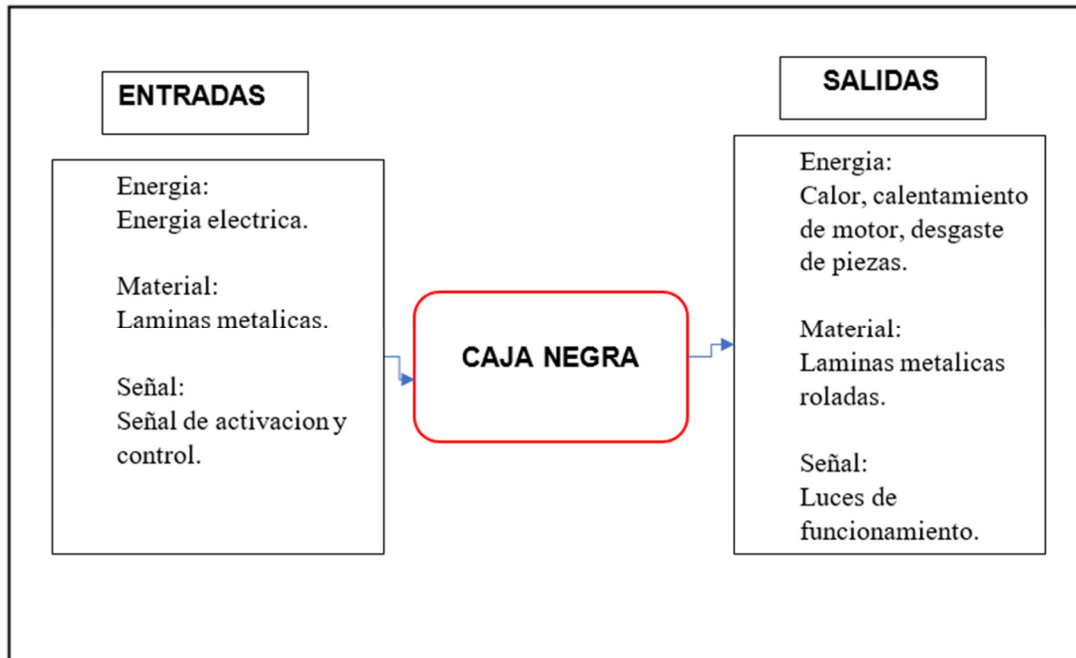 ENTRADAS
Energia:
Energia electrica.
Material:
Laminas metalicas.
Señal:
Señal de activacion y
control.
CAJA NEGRA
SALIDAS
Energia:
Calor, calentamiento
de motor, desgaste
de piezas.
Material:
Laminas metalicas
roladas.
Señal:
Luces de
funcionamiento.